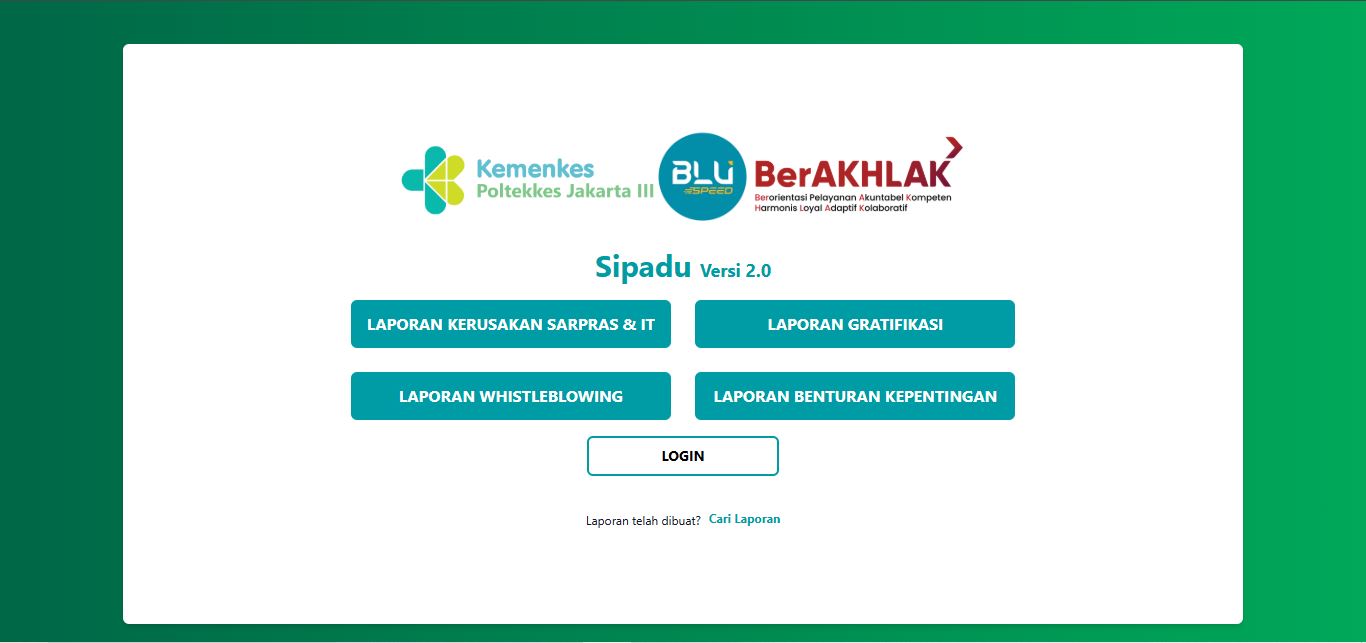 Kemenkes
Poltekkes Jakarta III
BLU
SPEED
BerAKHLAK
Berorientasi Pelayanan Akuntabel Kompeten
Harmonis Loyal Adaptif Kolaboratif
Sipadu Versi 2.0
LAPORAN KERUSAKAN SARPRAS & IT
LAPORAN GRATIFIKASI
LAPORAN WHISTLEBLOWING
LAPORAN BENTURAN KEPENTINGAN
LOGIN
Laporan telah dibuat? Cari Laporan